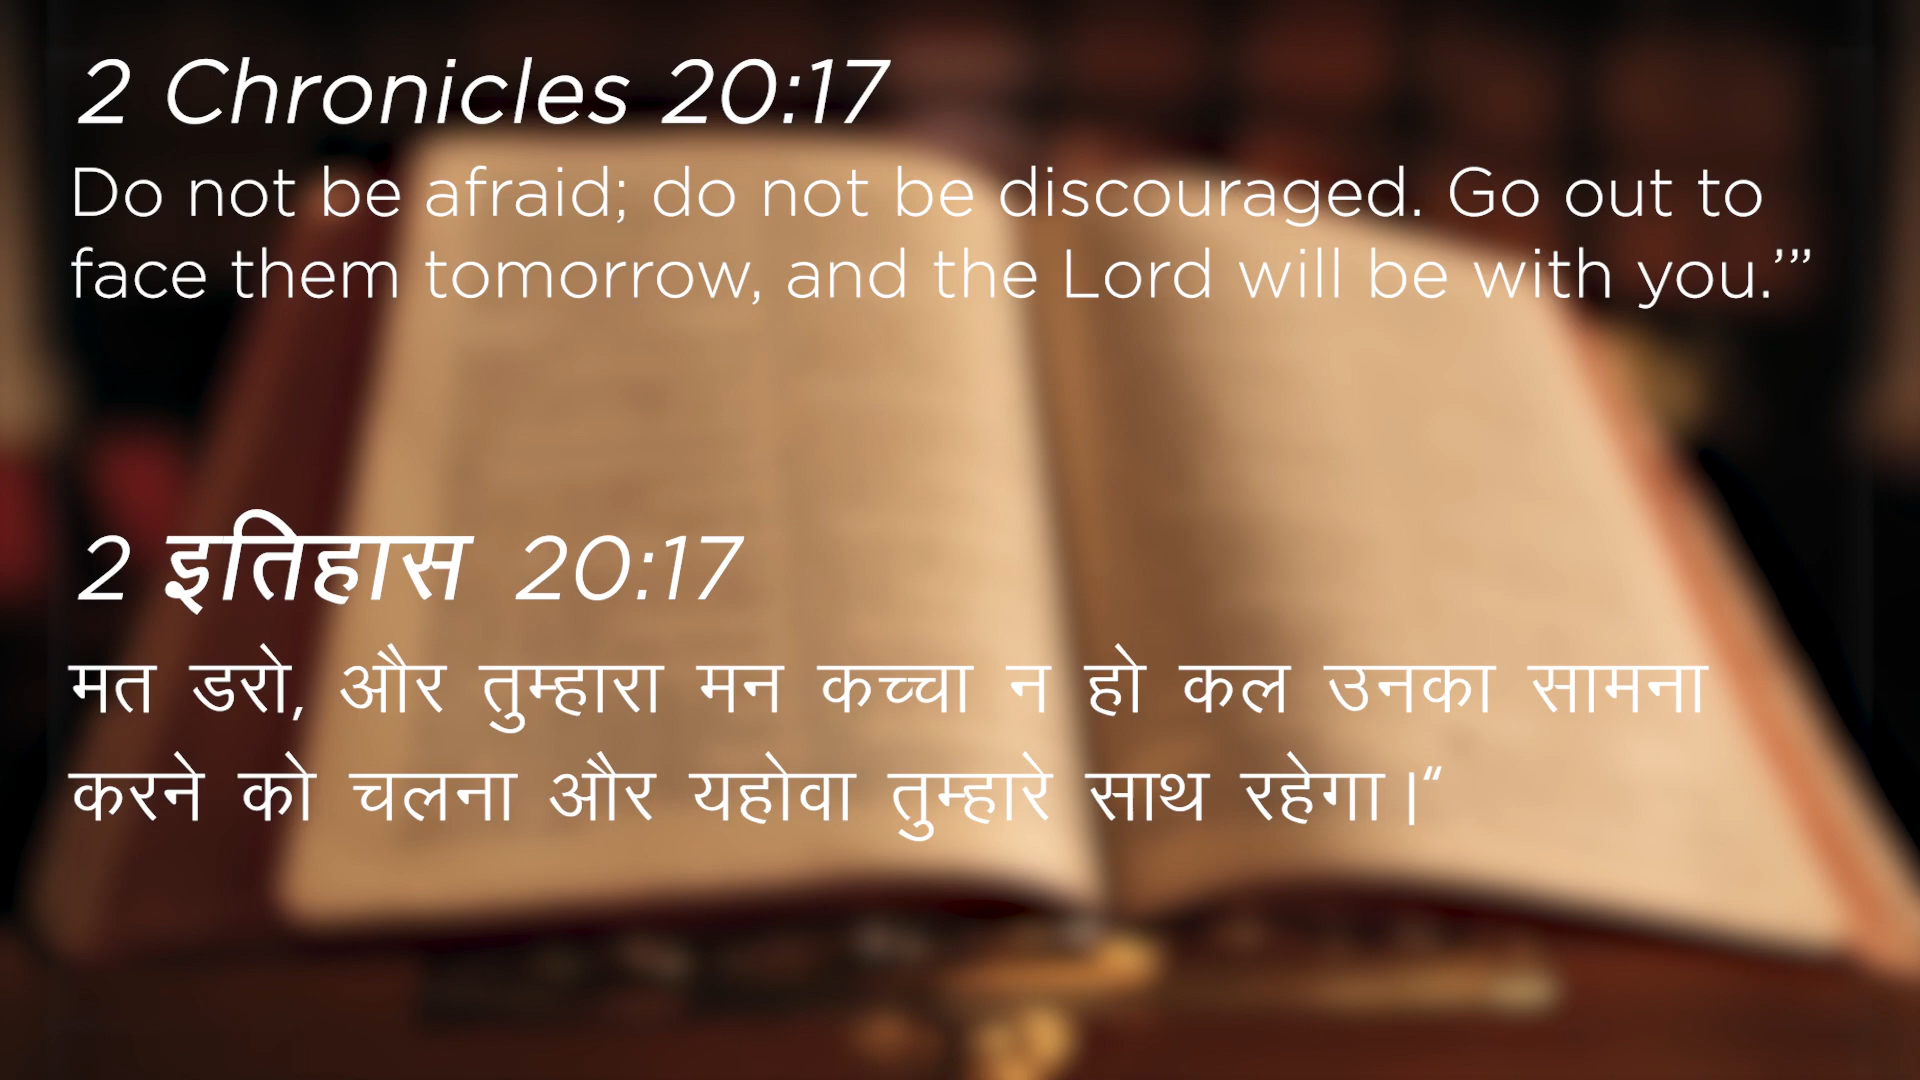 2 Chronicles 20:17
Do not be afraid; do not be discouraged. Go out to
face them tomorrow, and the Lord will be with you.’”
2 इतिहास 20:17
मत डरो, और तुम्हारा मन कच्चा न हो कल उनका सामना
करने को चलना और यहोवा तुम्हारे साथ रहेगा।“